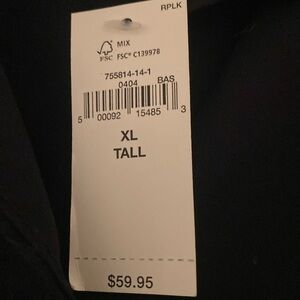 RPLK
MIX
FSC FSC® C139978
755814-14-1
0404 BAS
5 00092 15485 3
XL
TALL
$59.95